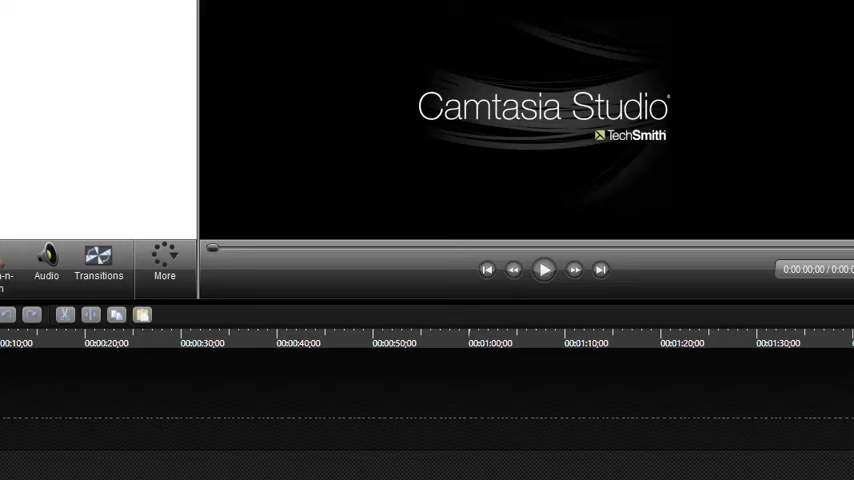 Camtasia Studio®
TechSmith
Audio
Transitions
More
0:00:00;00 / 0:00:0
00:10;00
00:00:20;00
00:00:30;00
00:00:40;00
00:00:50;00
00:01:00;00
00:01:10;00
00:01:20;00
00:01:30;00